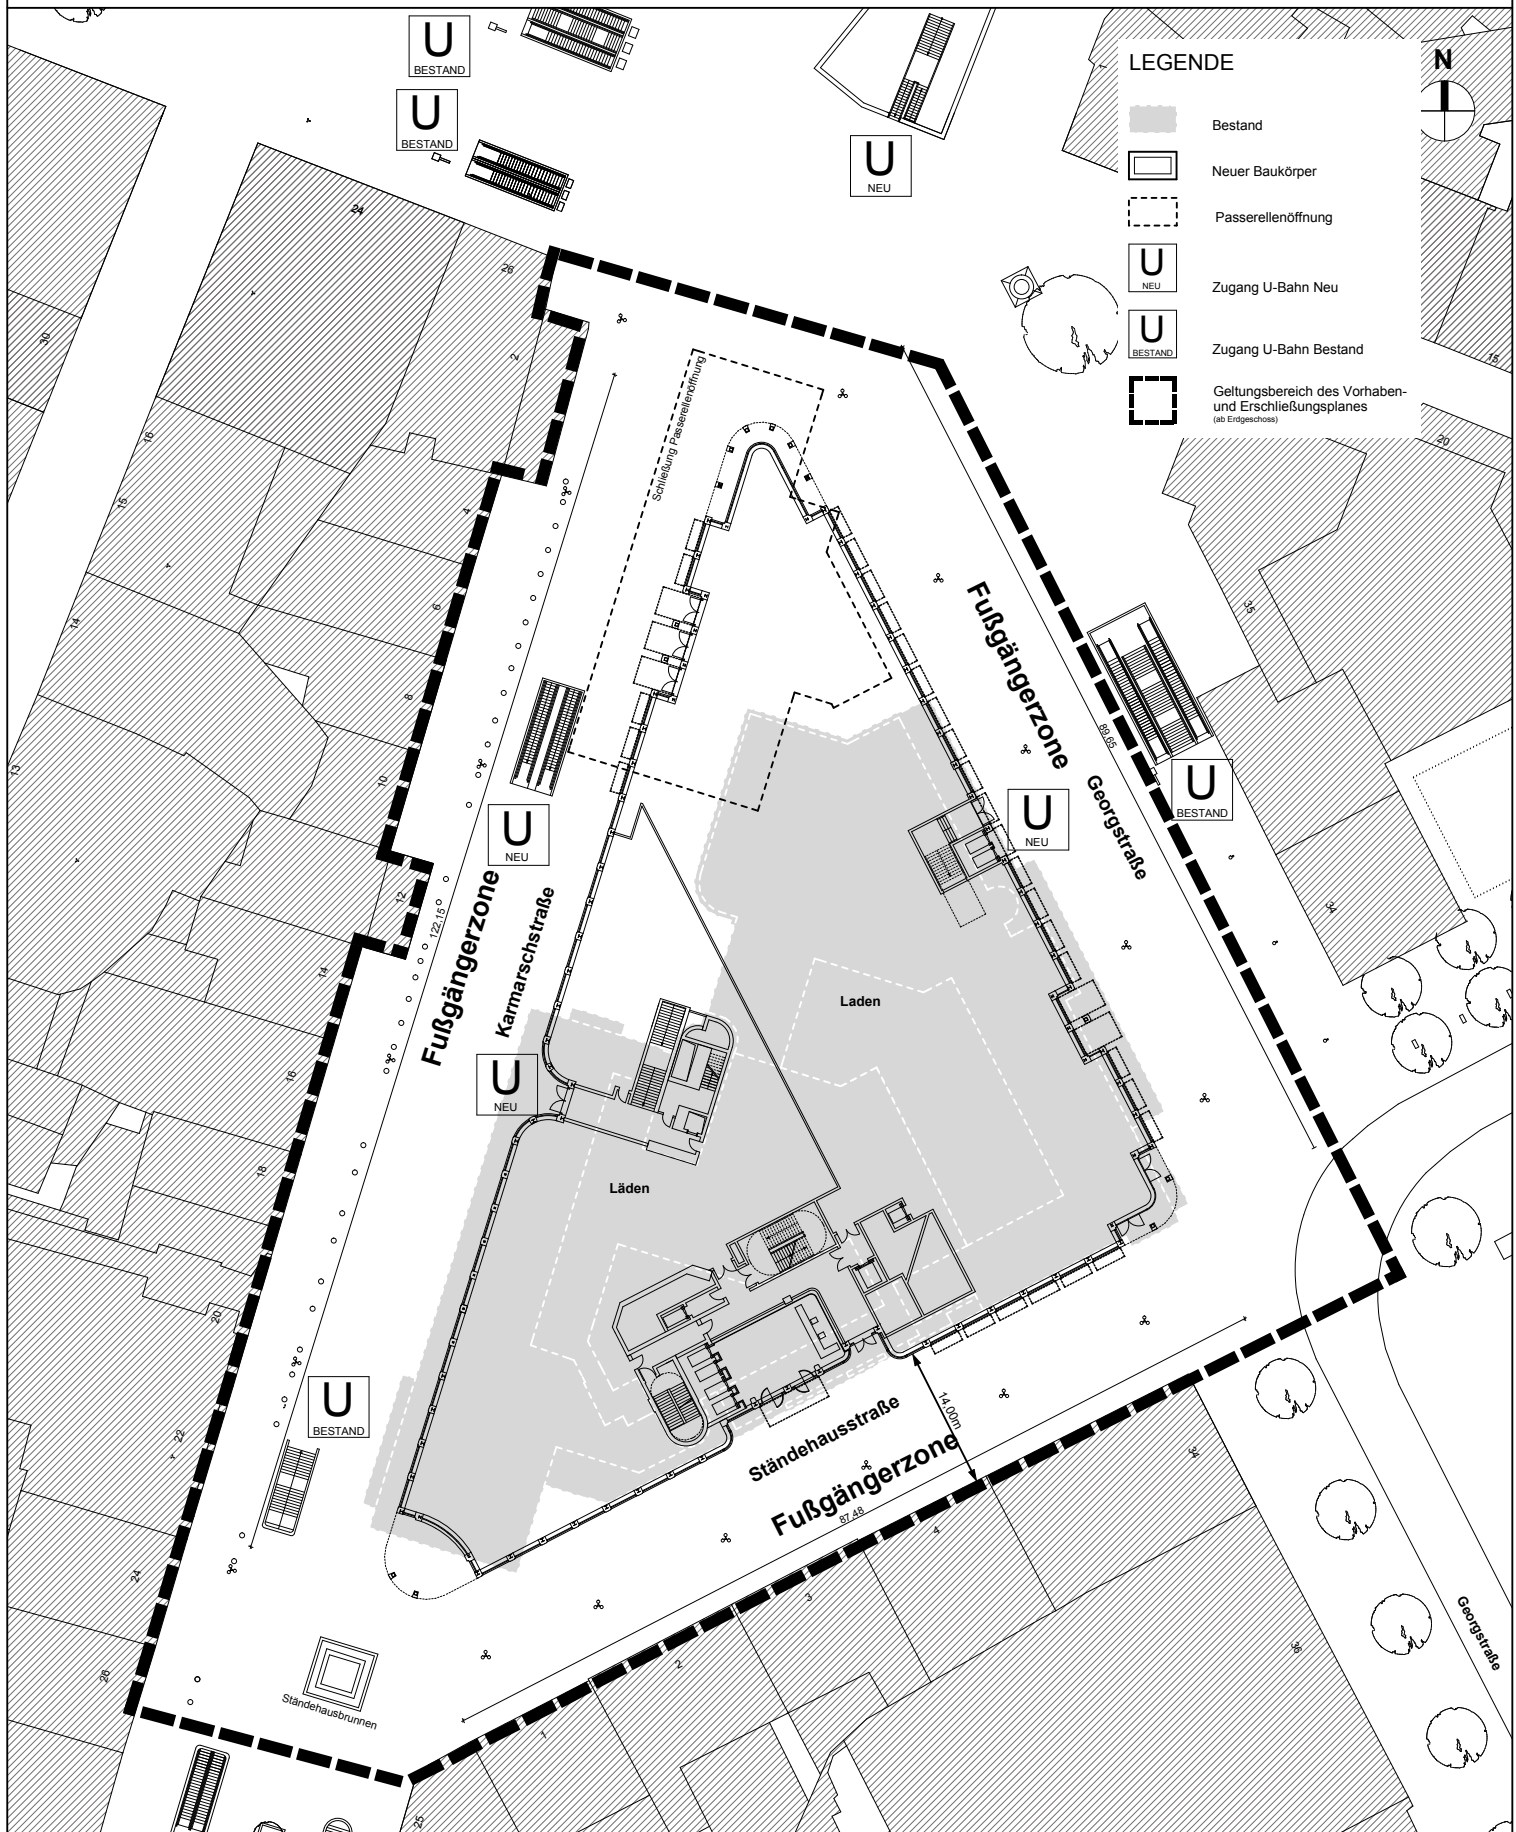 U
BESTAND
U
BESTAND
U
NEU
LEGENDE
N
Bestand
Neuer Baukörper
Passerellenöffnung
U
NEU
Zugang U-Bahn Neu
U
BESTAND
Zugang U-Bahn Bestand
Geltungsbereich des Vorhaben-
und Erschließungsplanes
(ab Erdgeschoss)
1
24
26
30
2
15
20
16
15
4
14
6
8
10
13
12
14
16
18
20
22
24
26
35
34
Schließung Passerellenöffnung
Fußgängerzone
89,65
Georgstraße
U
BESTAND
U
NEU
U
NEU
122,15
Fußgängerzone
Karmarschstraße
U
NEU
Laden
Läden
U
BESTAND
14,00m
Ständehausstraße
Fußgängerzone
87,48
34
4
3
2
1
36
25
Georgstraße
Ständehausbrunnen